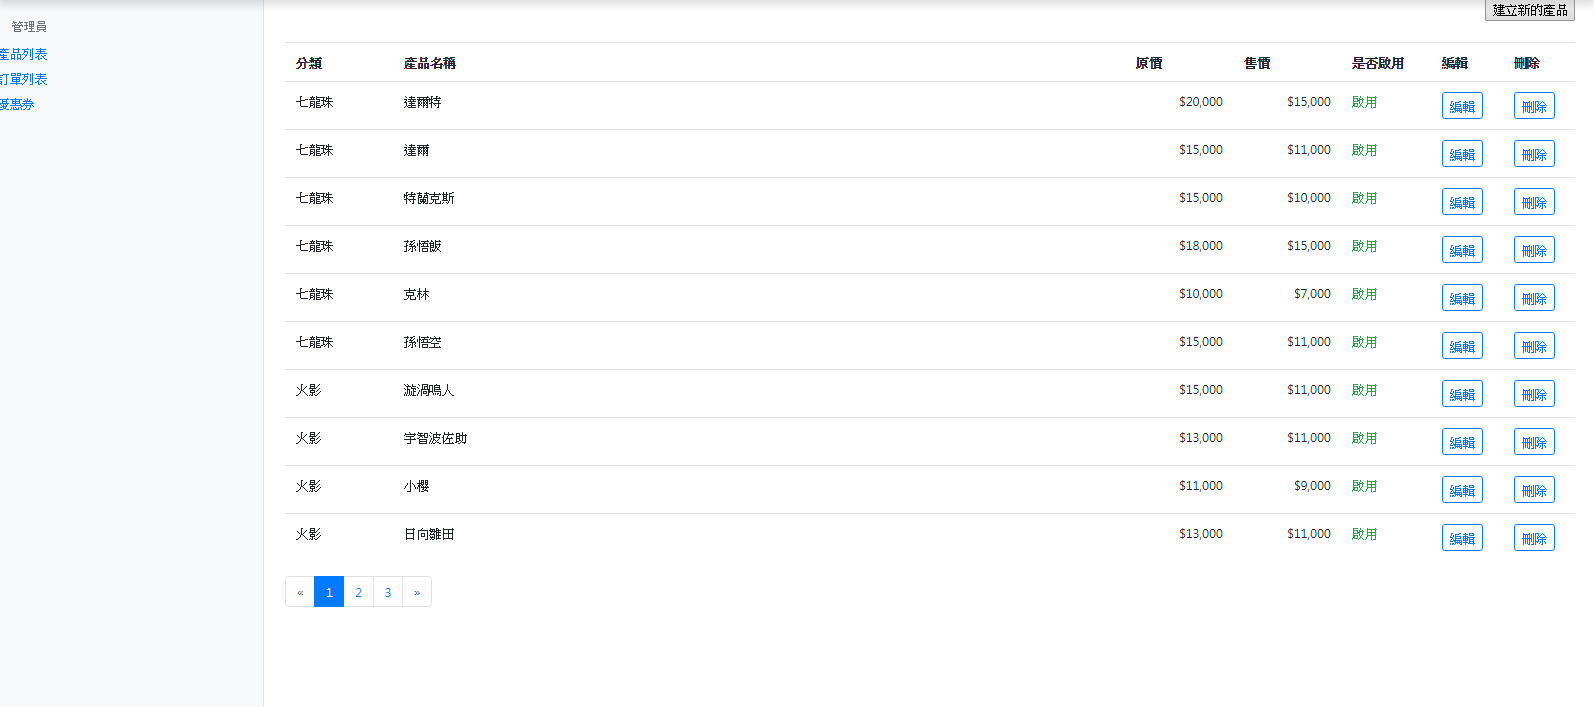 建立新的產品
管理員
產品列表
訂單列表
優惠券
分類 產品名稱 原價 售價 是否啟用 編輯 刪除
七龍珠 達爾特 $20,000 $15,000 啟用 編輯 刪除
七龍珠 達爾 $15,000 $11,000 啟用 編輯 刪除
七龍珠 特蘭克斯 $15,000 $10,000 啟用 編輯 刪除
七龍珠 孫悟飯 $18,000 $15,000 啟用 編輯 刪除
七龍珠 克林 $10,000 $7,000 啟用 編輯 刪除
七龍珠 孫悟空 $15,000 $11,000 啟用 編輯 刪除
火影 漩渦鳴人 $15,000 $11,000 啟用 編輯 刪除
火影 宇智波佐助 $13,000 $11,000 啟用 編輯 刪除
火影 小櫻 $11,000 $9,000 啟用 編輯 刪除
火影 日向雛田 $13,000 $11,000 啟用 編輯 刪除
« 1 2 3 »